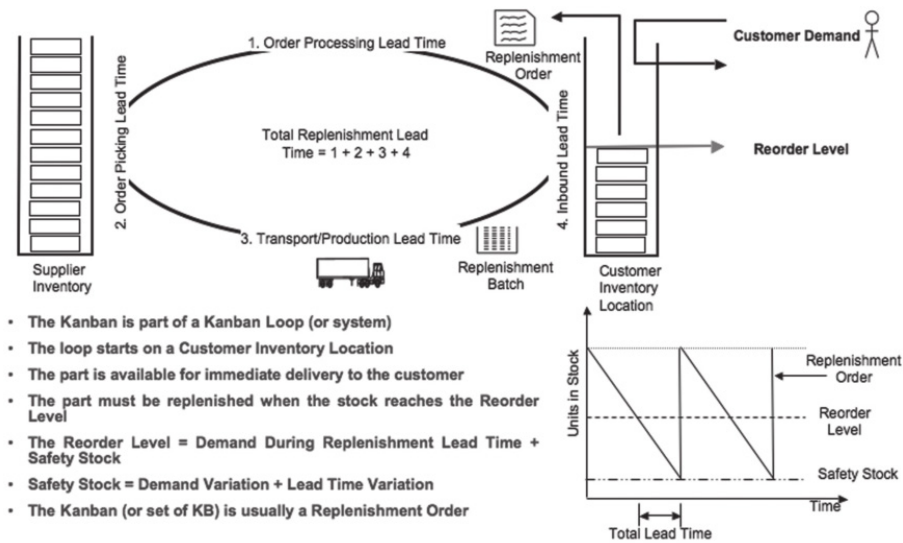 1. Order Processing Lead Time
Replenishment
Order
Customer Demand
2. Order Picking Lead Time
Total Replenishment Lead
Time = 1 + 2 + 3 + 4
4. Inbound Lead Time
Reorder Level
3. Transport/Production Lead Time
Supplier
Inventory
Replenishment
Batch
Customer
Inventory
Location
• The Kanban is part of a Kanban Loop (or system)
• The loop starts on a Customer Inventory Location
• The part is available for immediate delivery to the customer
• The part must be replenished when the stock reaches the Reorder
Level
• The Reorder Level = Demand During Replenishment Lead Time +
Safety Stock
• Safety Stock = Demand Variation + Lead Time Variation
• The Kanban (or set of KB) is usually a Replenishment Order
Units in Stock
Replenishment
Order
Reorder
Level
Safety Stock
Time
Total Lead Time